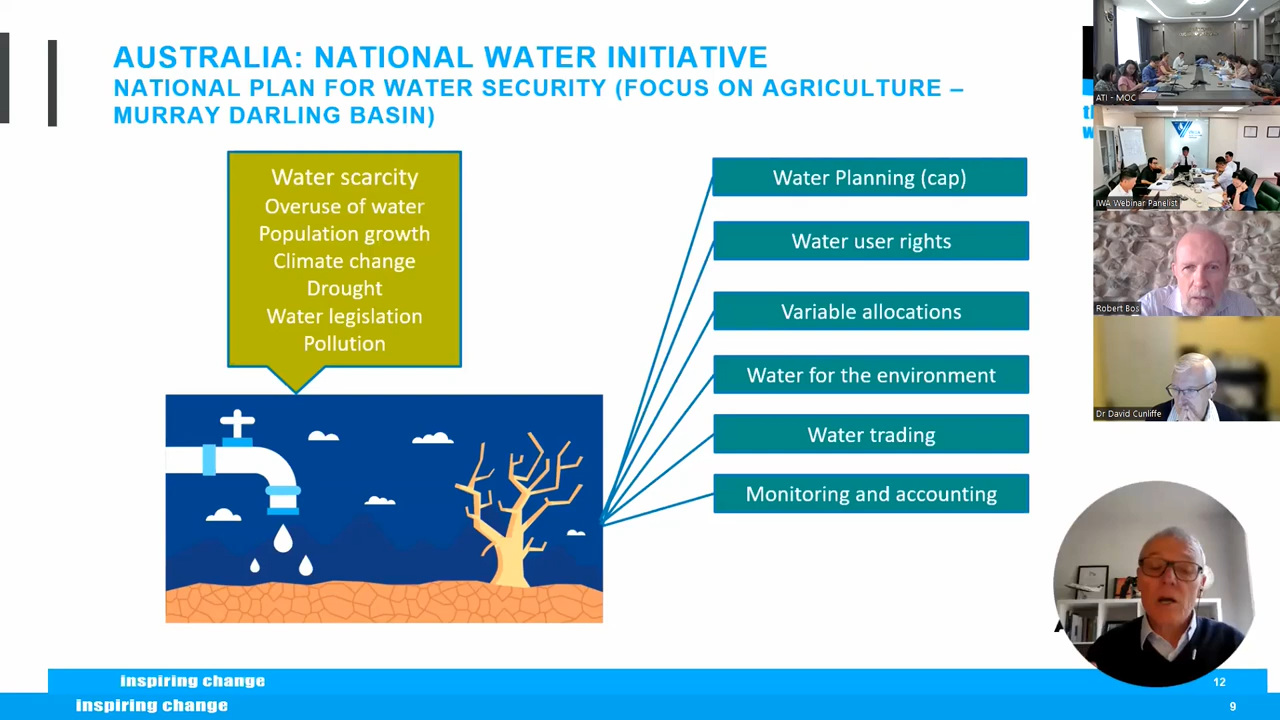 AUSTRALIA: NATIONAL WATER INITIATIVE
NATIONAL PLAN FOR WATER SECURITY (FOCUS ON AGRICULTURE –
MURRAY DARLING BASIN)
Water scarcity
Overuse of water
Population growth
Climate change
Drought
Water legislation
Pollution
Water Planning (cap)
Water user rights
Variable allocations
Water for the environment
Water trading
Monitoring and accounting
ATI - MOC
IWA Webinar Panelist
Robert Bos
Dr David Cunliffe
inspiring change
12
inspiring change
9